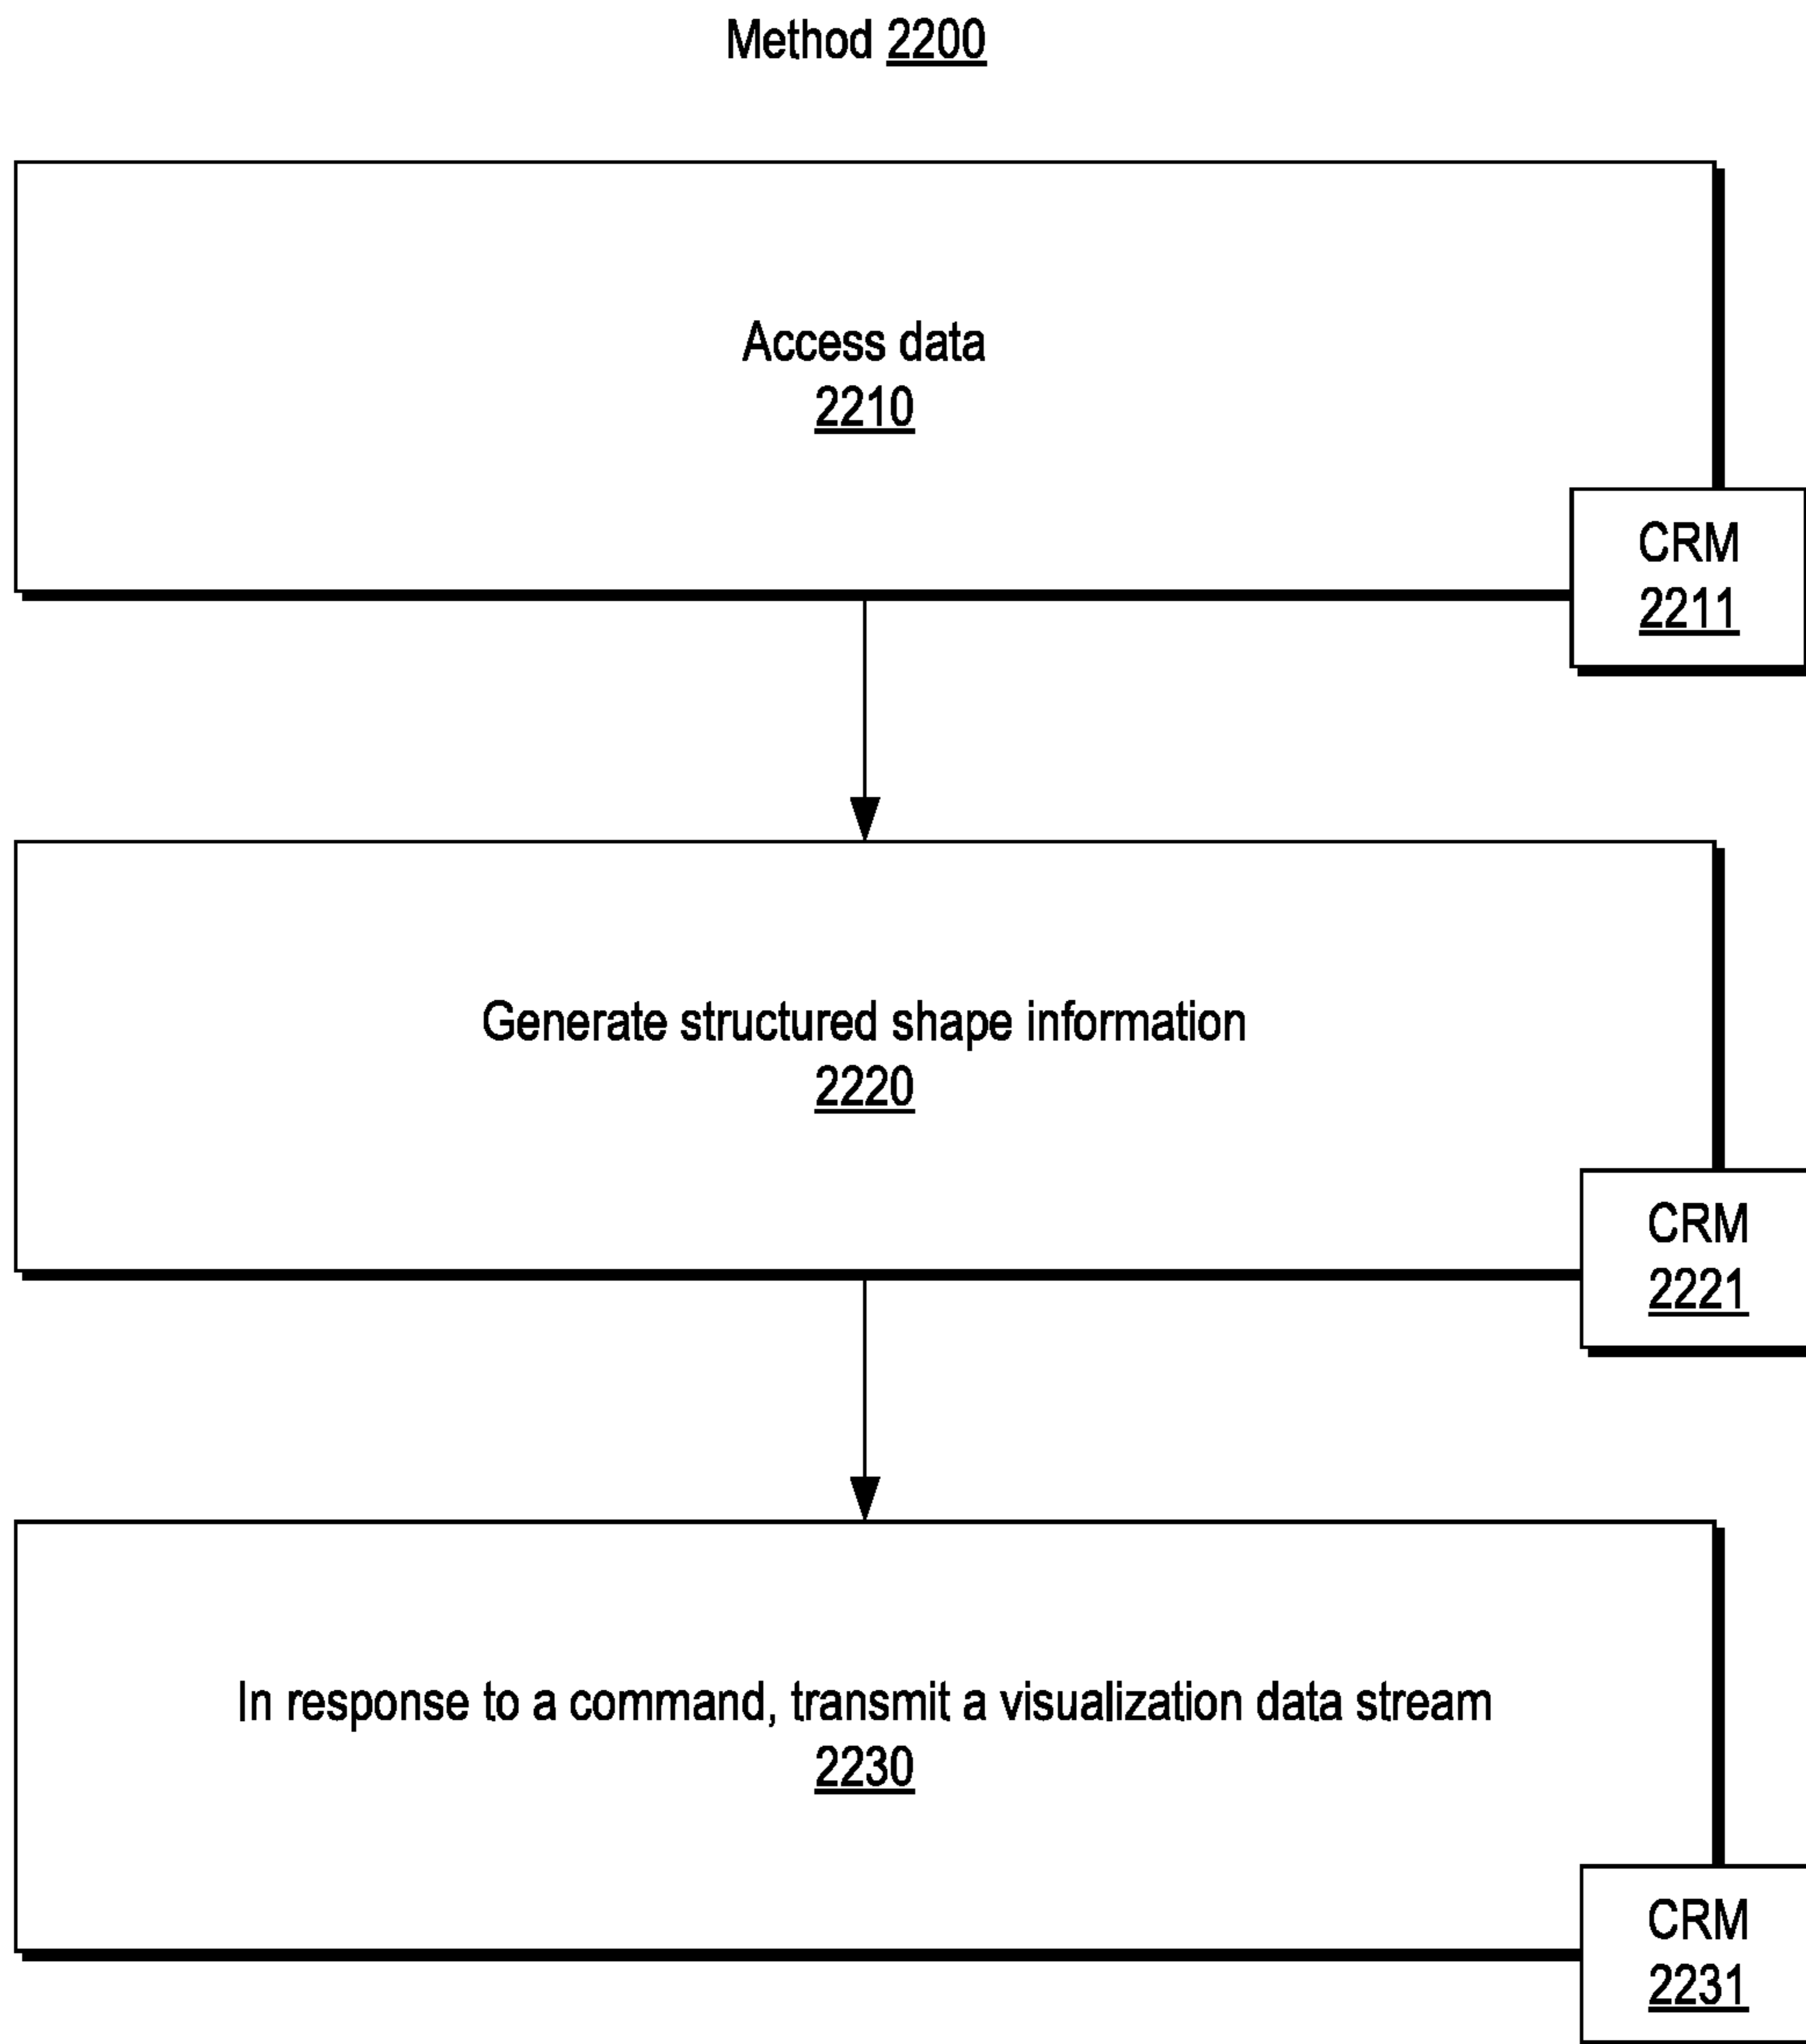 Method 2200
Access data
2210
CRM
2211
Generate structured shape information
2220
CRM
2221
In response to a command, transmit a visualization data stream
2230
CRM
2231